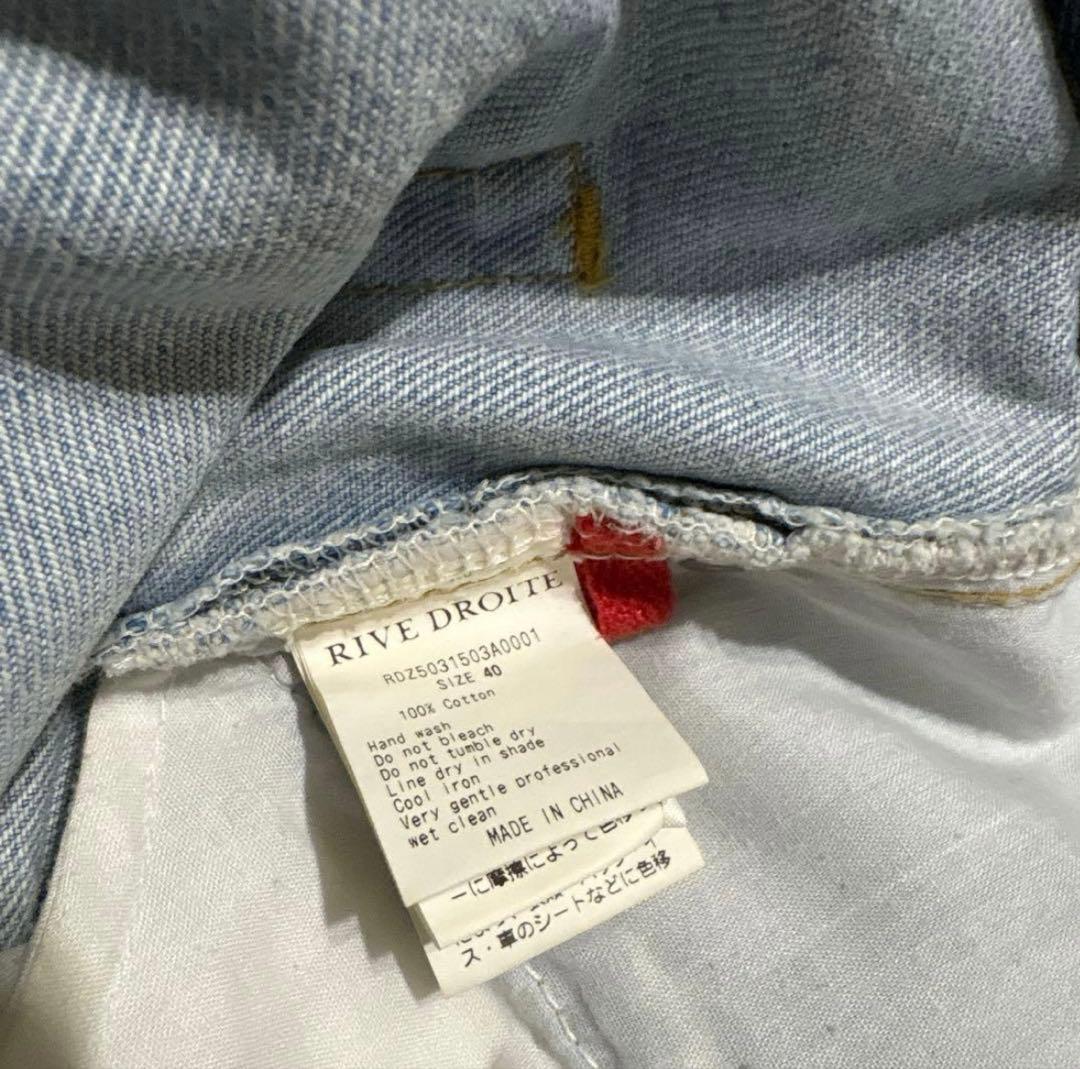 RIVE DROITE
RDZ5031503A0001
SIZE 40
100% Cotton
Hand wash
Do not bleach
Do not tumble dry
Line dry in shade
Cool iron
Very gentle professional
wet clean
MADE IN CHINA
ーに摩擦によって色移
ス・車のシートなどに色移